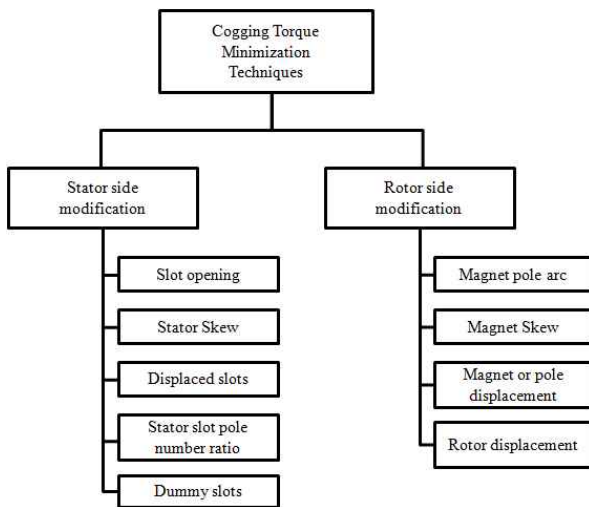 Cogging Torque
Minimization
Techniques
Stator side
modification
Rotor side
modification
Slot opening
Stator Skew
Displaced slots
Stator slot pole
number ratio
Dummy slots
Magnet pole arc
Magnet Skew
Magnet or pole
displacement
Rotor displacement